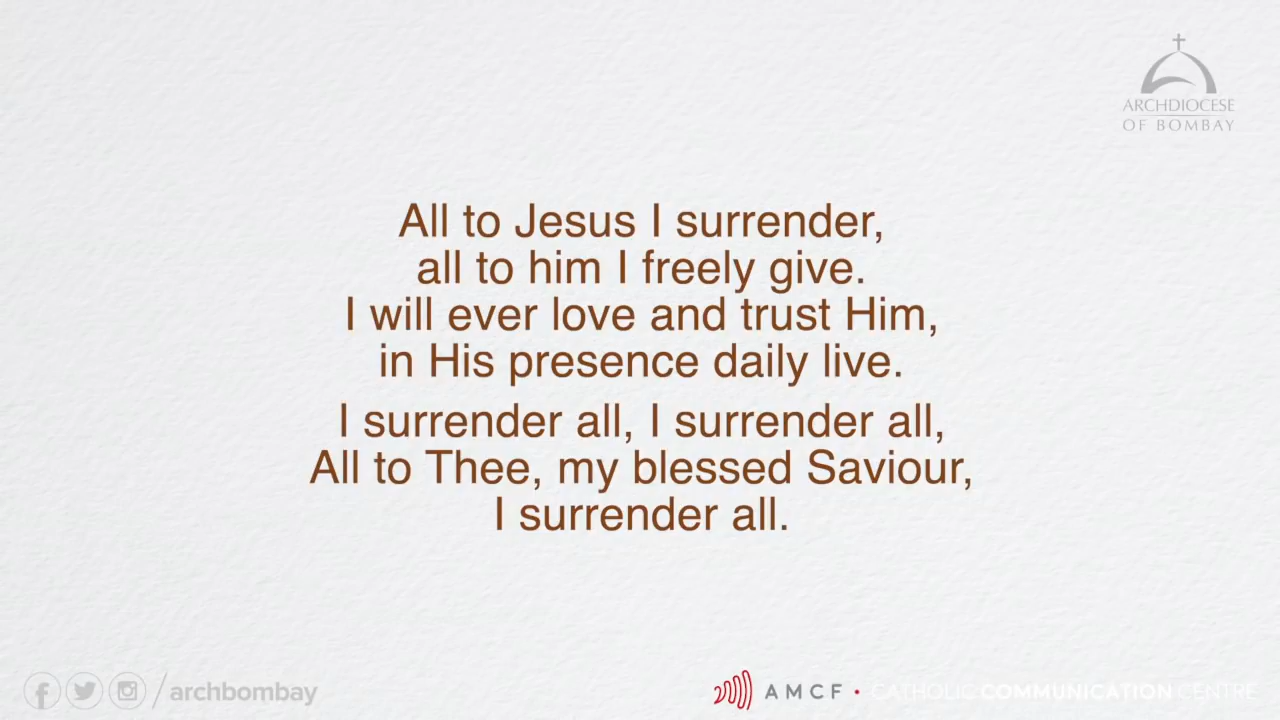 ARCHDIOCESE
OF BOMBAY
All to Jesus I surrender,
all to him I freely give.
I will ever love and trust Him,
in His presence daily live.
I surrender all, I surrender all,
All to Thee, my blessed Saviour,
I surrender all.
archbombay
AMCF • CATHOLIC COMMUNICATION CENTRE